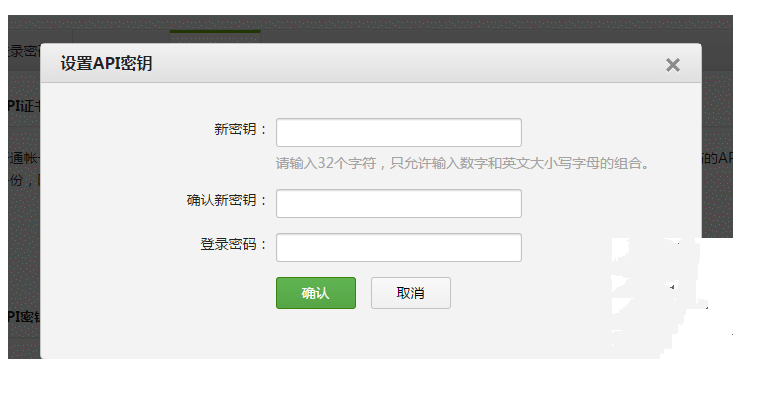 录密
设置API密钥
新密钥：
PI证书
请输入32个字符，只允许输入数字和英文大小写字母的组合。
通帐
的AP
份，
确认新密钥：
登录密码：
确认 取消
PI密